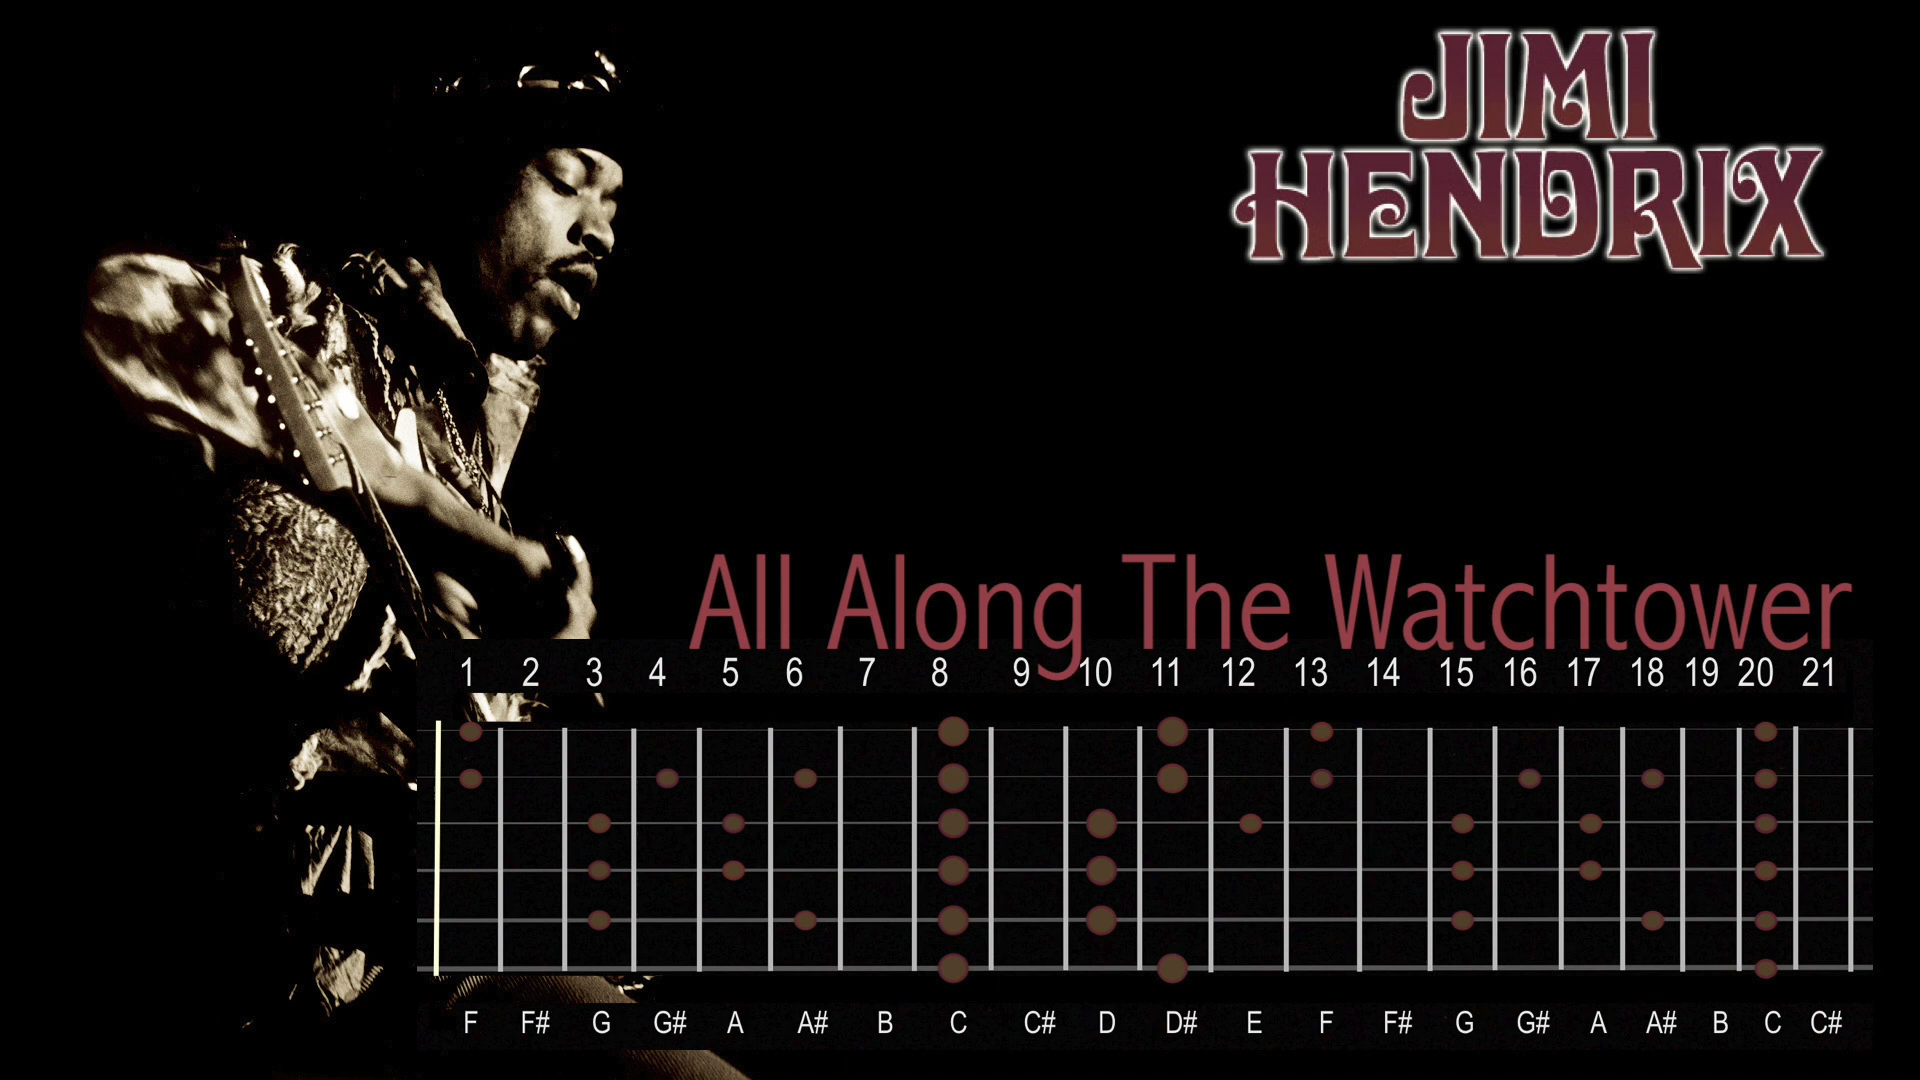 JIMI
HENDRIX
All Along The Watchtower
1 2 3 4 5 6 7 8 9 10 11 12 13 14 15 16 17 18 19 20 21
F F# G G# A A# B C C# D D# E F F# G G# A A# B C C#